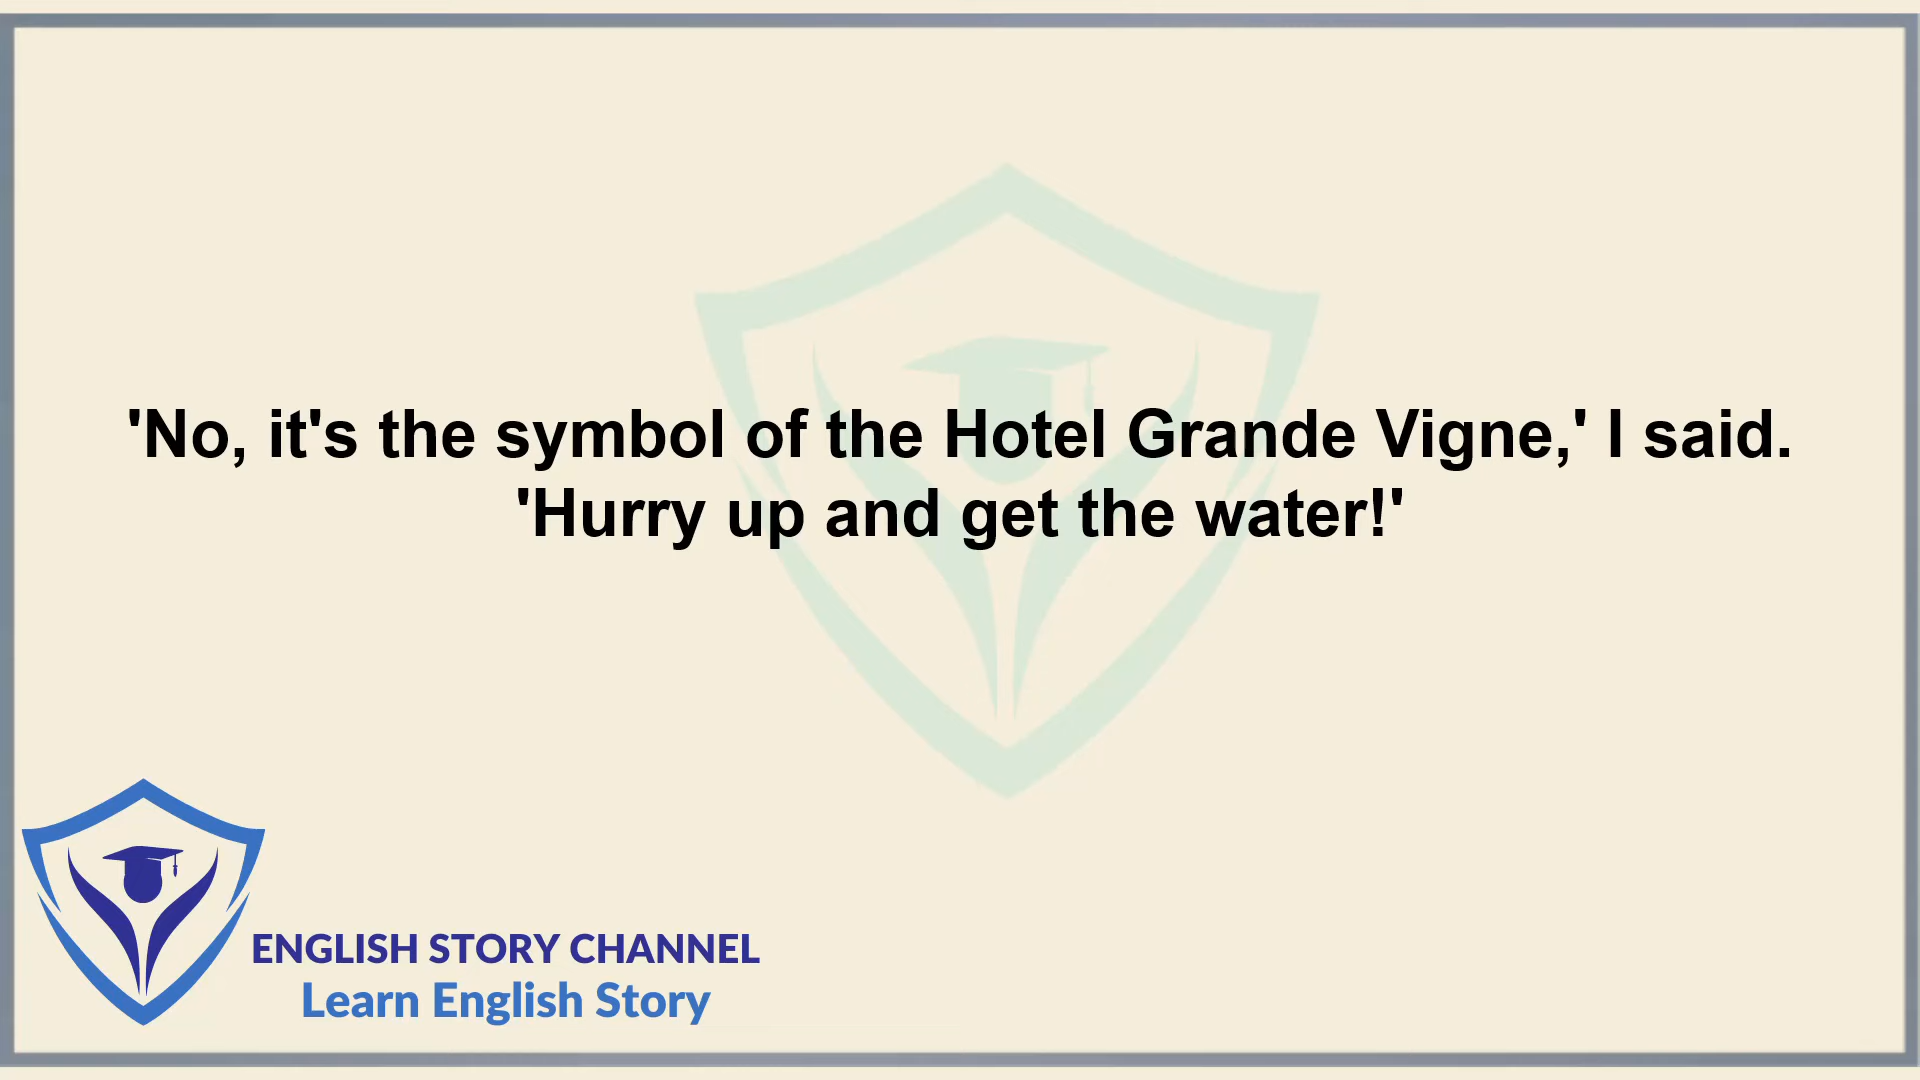 'No, it's the symbol of the Hotel Grande Vigne,' I said.
'Hurry up and get the water!'
ENGLISH STORY CHANNEL
Learn English Story